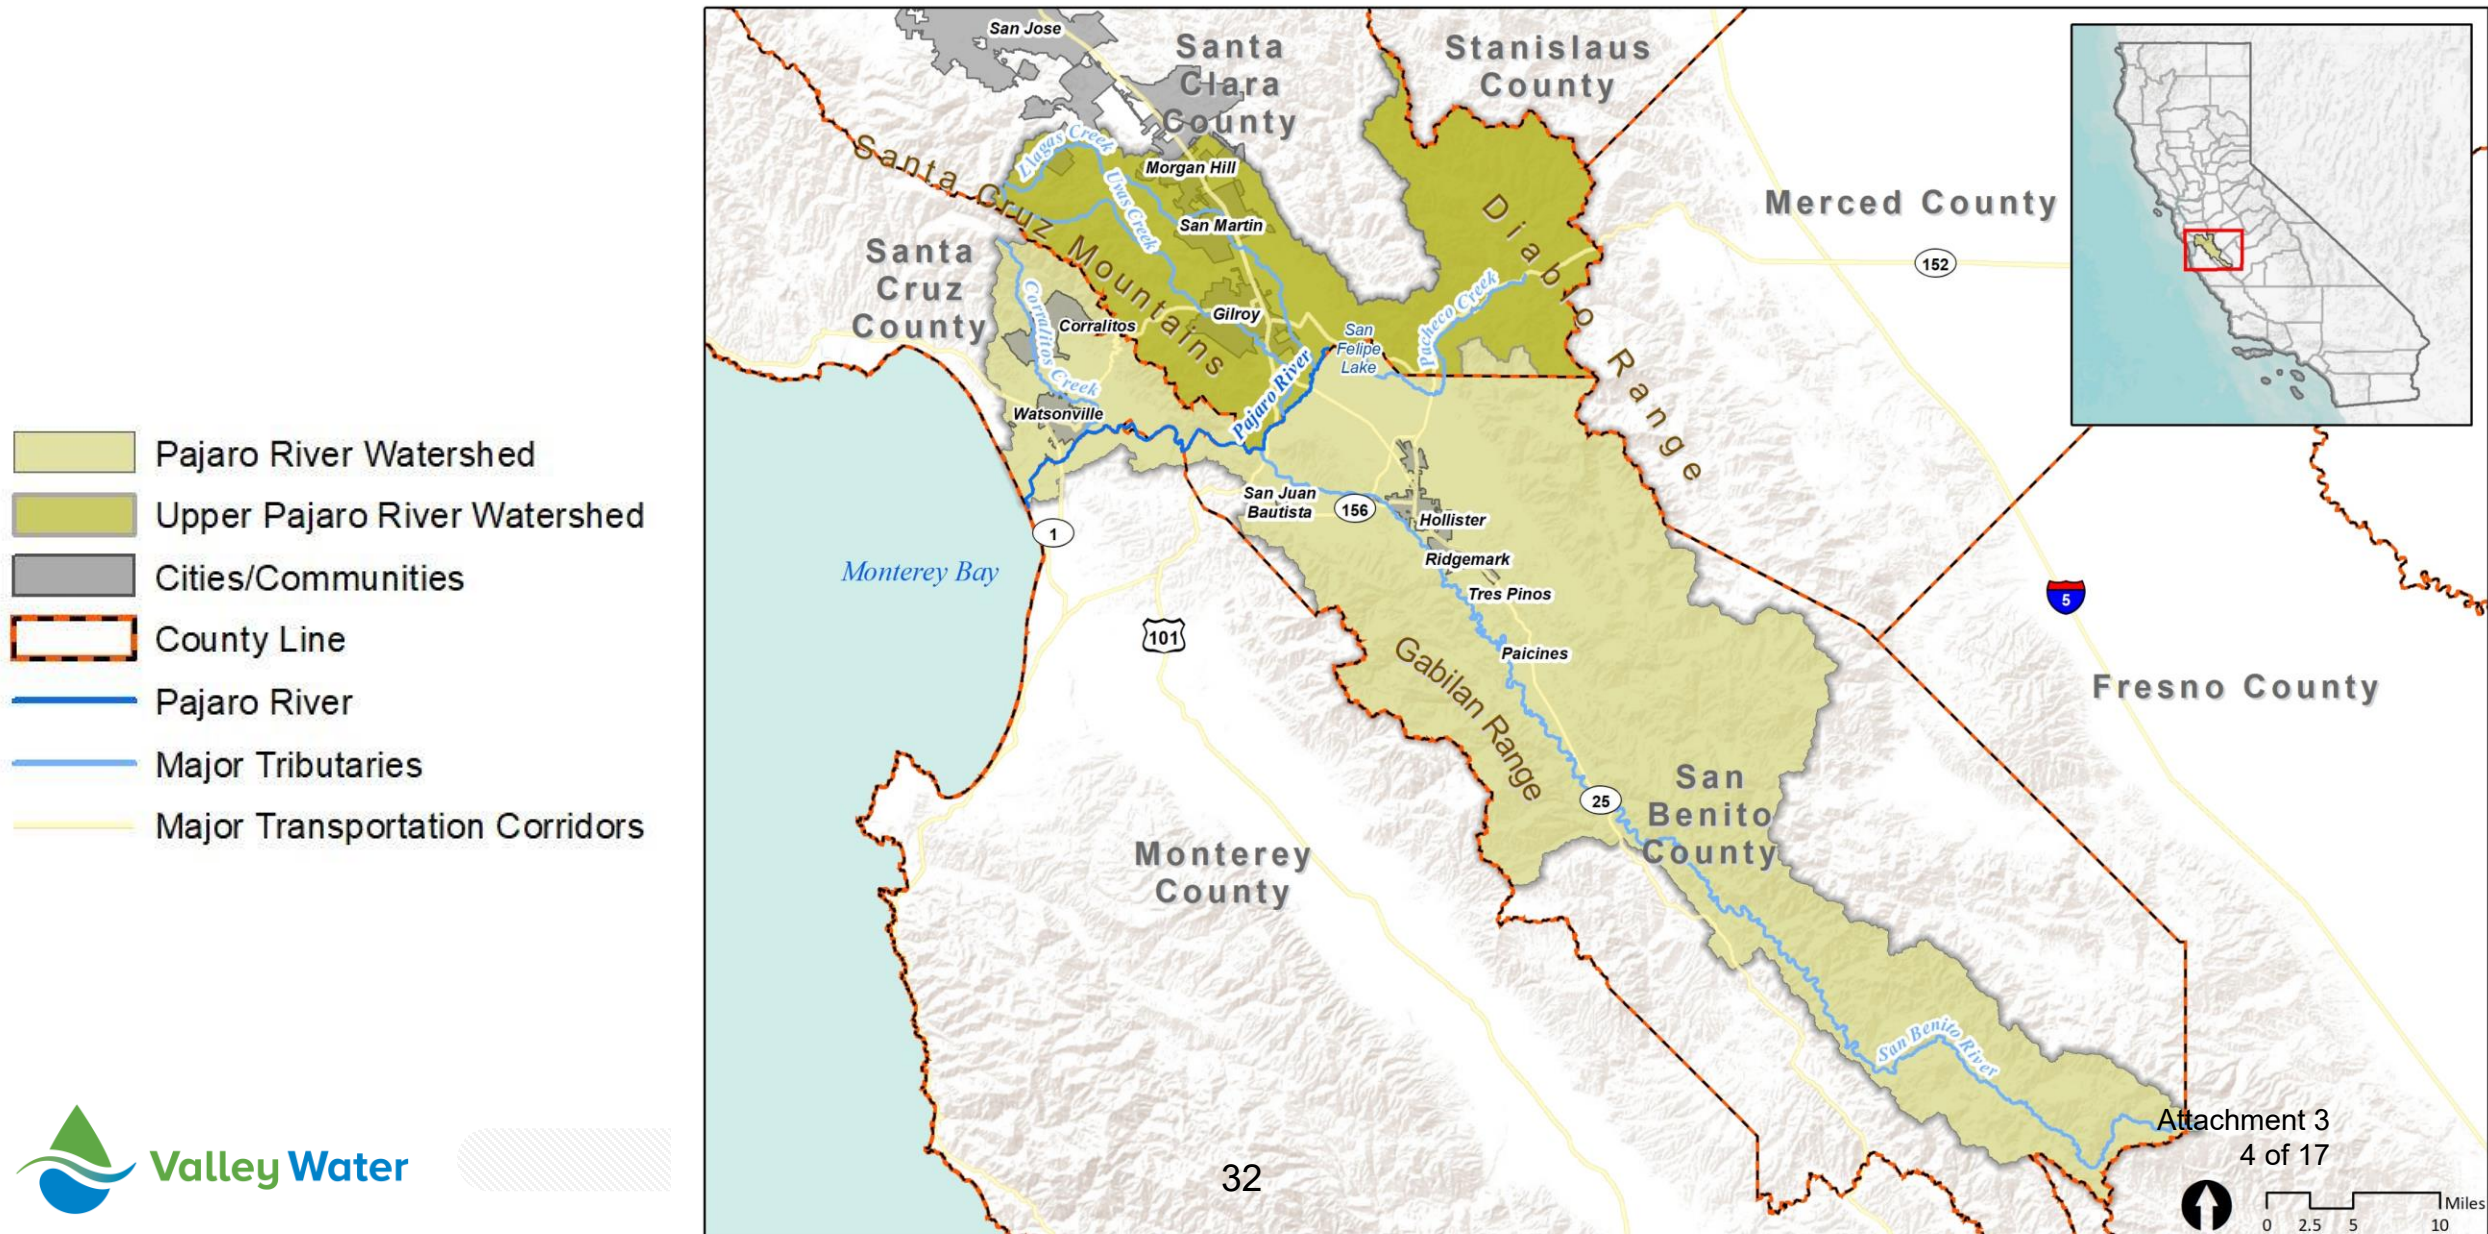 San Jose
Santa
Clara
County
Stanislaus
County
Merced County
152
Santa Cruz Mountains
Llagas Creek
Morgan Hill
Uvas Creek
San Martin
Diablo Range
Santa
Cruz
County
Corralitos
Corralitos Creek
Gilroy
San
Felipe
Lake
Pacheco Creek
Pajaro River
Watsonville
San Juan
Bautista
156
Hollister
1
Ridgemark
Monterey Bay
Tres Pinos
101
Paicines
5
Gabilan Range
Fresno County
25
San
Benito
County
Monterey
County
San Benito River
Pajaro River Watershed
Upper Pajaro River Watershed
Cities/Communities
County Line
Pajaro River
Major Tributaries
Major Transportation Corridors
Valley Water
32
Attachment 3
4 of 17
Miles
0 2.5 5 10